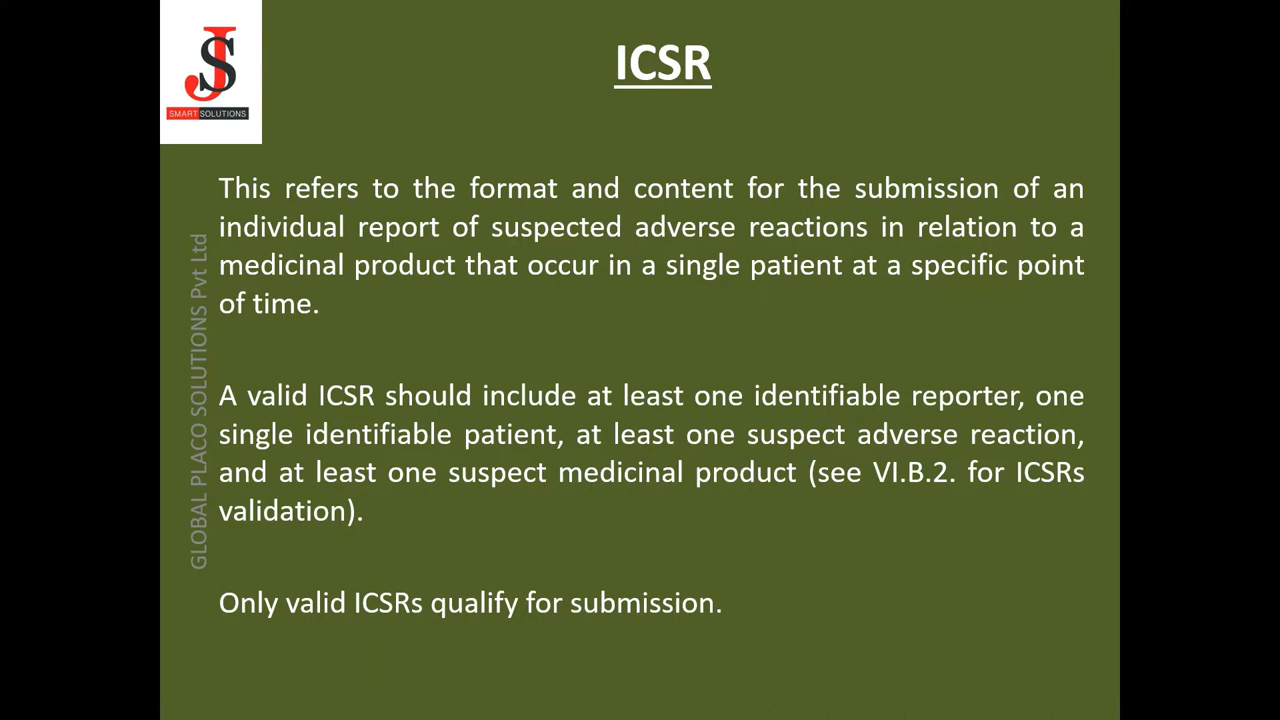 JS
SMART SOLUTIONS
ICSR
This refers to the format and content for the submission of an
individual report of suspected adverse reactions in relation to a
medicinal product that occur in a single patient at a specific point
of time.
A valid ICSR should include at least one identifiable reporter, one
single identifiable patient, at least one suspect adverse reaction,
and at least one suspect medicinal product (see VI.B.2. for ICSRs
validation).
Only valid ICSRs qualify for submission.
GLOBAL PLACO SOLUTIONS Pvt Ltd